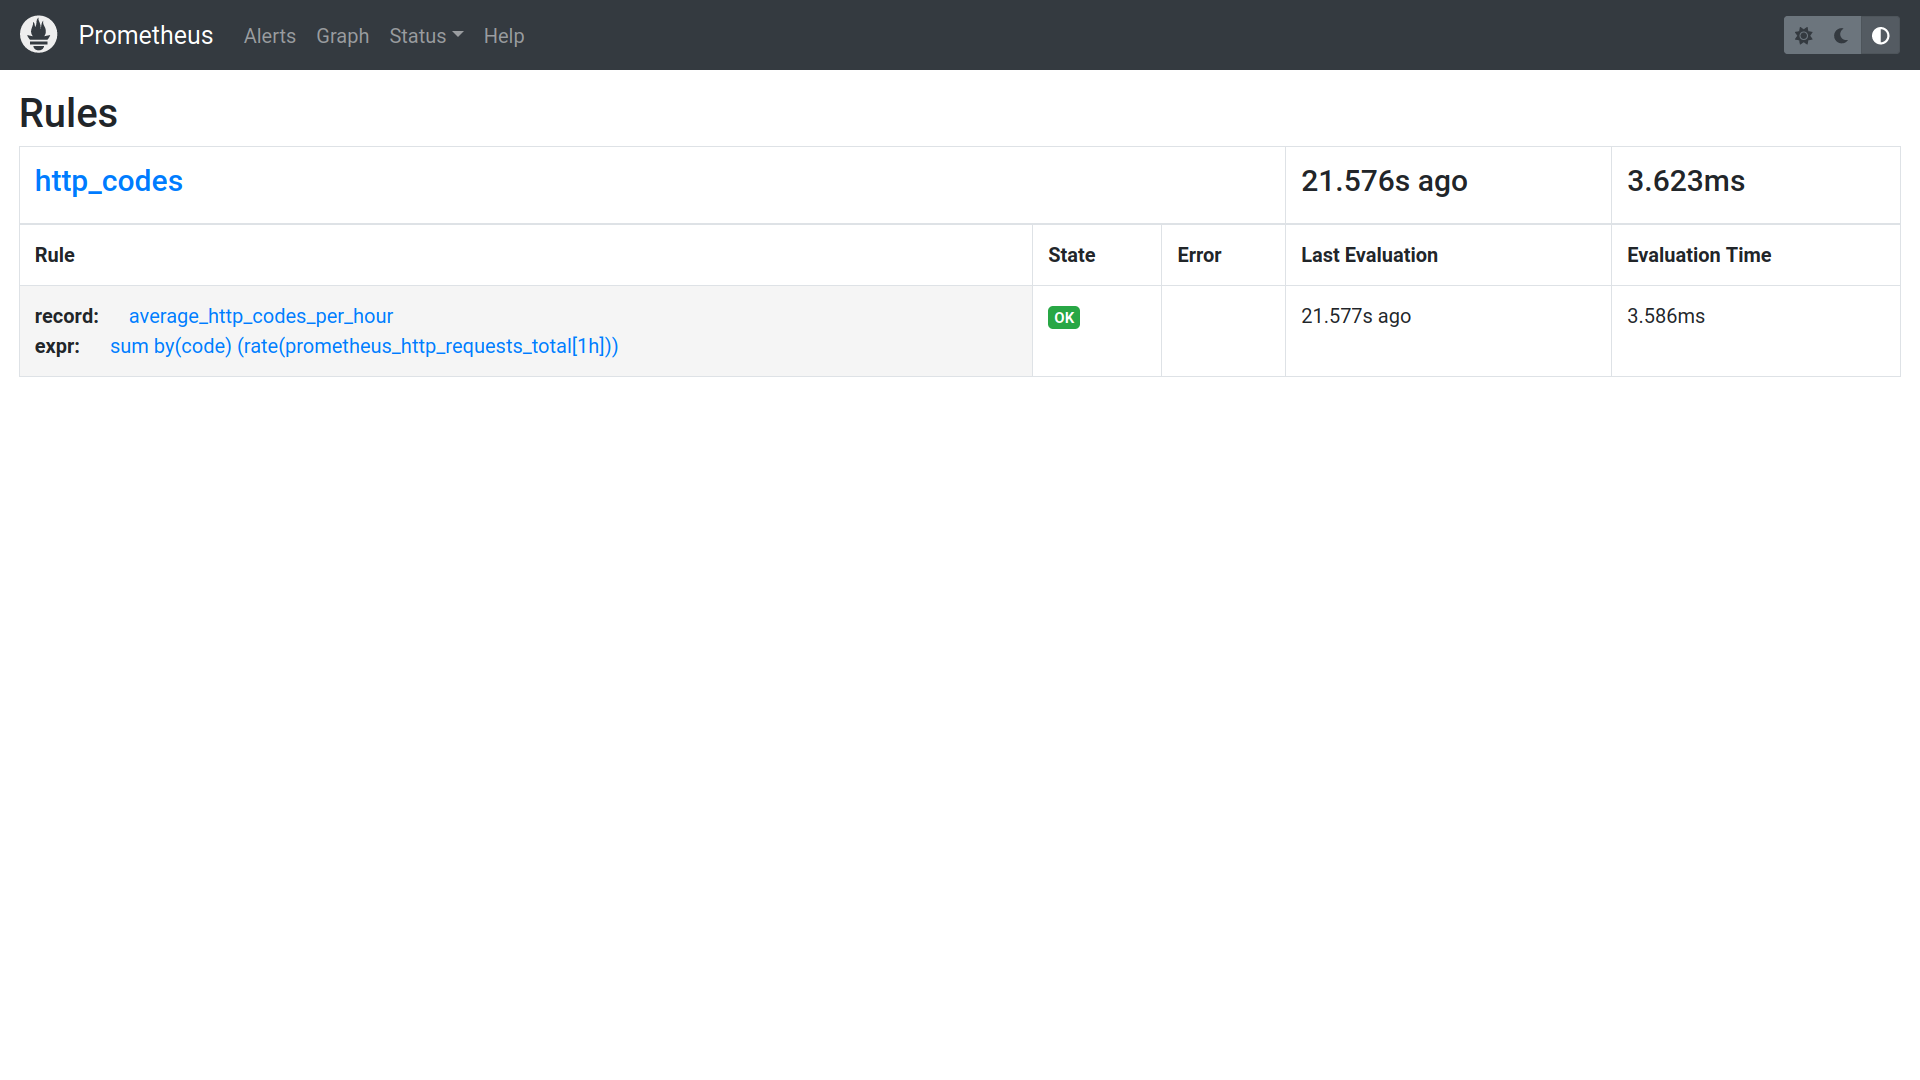 Prometheus Alerts Graph Status Help
Rules
http_codes 21.576s ago 3.623ms
Rule State Error Last Evaluation Evaluation Time
record: average_http_codes_per_hour OK 21.577s ago 3.586ms
expr: sum by(code) (rate(prometheus_http_requests_total[1h]))